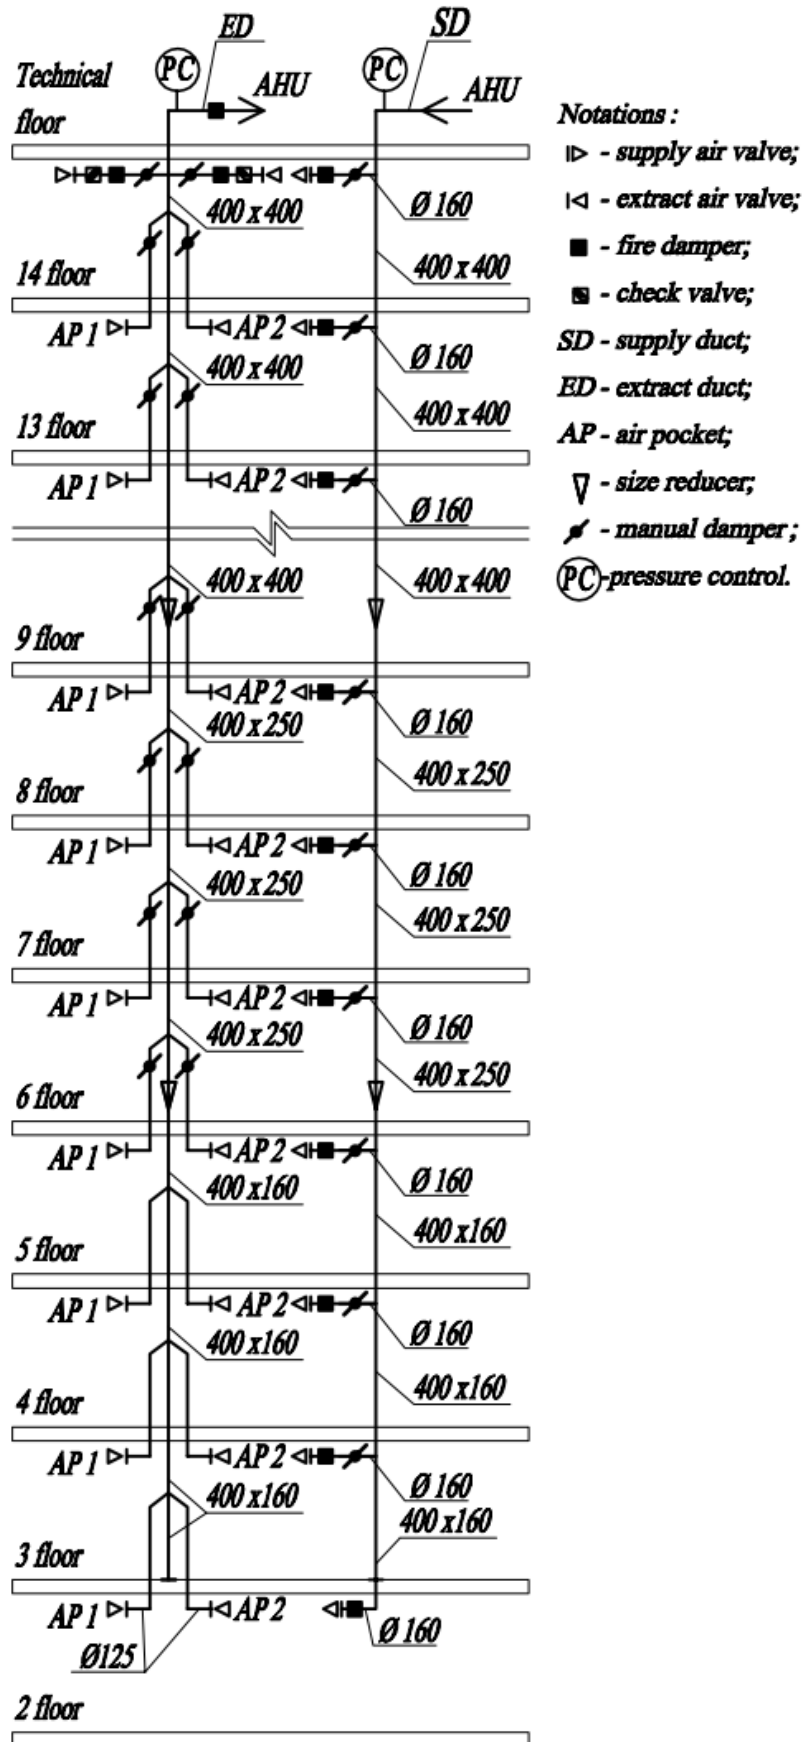 ED
SD
PC
PC
Technical
floor
AHU
AHU
Notations :
- supply air valve;
- extract air valve;
- fire damper;
- check valve;
SD - supply duct;
ED - extract duct;
AP - air pocket;
- size reducer;
- manual damper ;
PC -pressure control.
400 x 400
Ø 160
400 x 400
14 floor
AP 1
AP 2
400 x 400
Ø 160
400 x 400
13 floor
AP 1
AP 2
Ø 160
400 x 400
400 x 400
9 floor
AP 1
AP 2
400 x 250
Ø 160
400 x 250
8 floor
AP 1
AP 2
400 x 250
Ø 160
400 x 250
7 floor
AP 1
AP 2
400 x 250
Ø 160
400 x 250
6 floor
AP 1
AP 2
400 x160
Ø 160
400 x160
5 floor
AP 1
AP 2
400 x160
Ø 160
400 x160
4 floor
AP 1
AP 2
400 x160
Ø 160
400 x160
3 floor
AP 1
AP 2
Ø125
Ø 160
2 floor